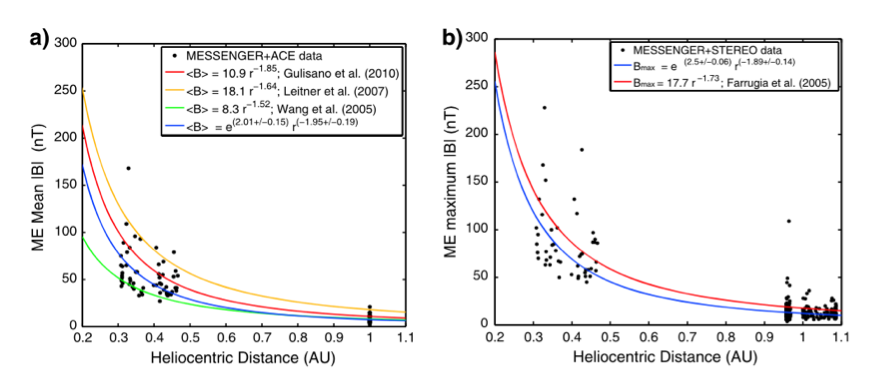 a)
300
250
200
150
100
50
0
ME Mean |B| (nT)
MESSENGER+ACE data
<B> = 10.9 r^−1.85; Gulisano et al. (2010)
<B> = 18.1 r^−1.64; Leitner et al. (2007)
<B> = 8.3 r^−1.52; Wang et al. (2005)
<B> = e^(2.01+/−0.15) r^(−1.95+/−0.19)
0.2 0.3 0.4 0.5 0.6 0.7 0.8 0.9 1 1.1
Heliocentric Distance (AU)
b)
300
250
200
150
100
50
0
ME maximum |B| (nT)
MESSENGER+STEREO data
Bmax = e (2.5+/−0.06) r(−1.89+/−0.14)
Bmax = 17.7 r^−1.73; Farrugia et al. (2005)
0.2 0.3 0.4 0.5 0.6 0.7 0.8 0.9 1 1.1
Heliocentric Distance (AU)